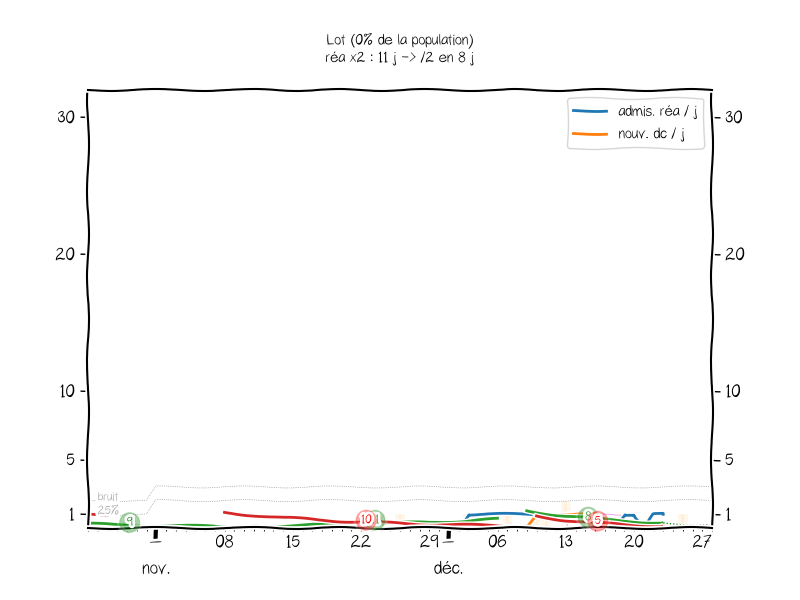 Lot (0% de la population)
réa x2 : 11 j -> /2 en 8 j
admis. réa / j
nouv. dc / j
30 30
20 20
10 10
5 5
bruit
25%
1 1
9 10 8 5
08 15 22 29 06 13 20 27
nov. déc.